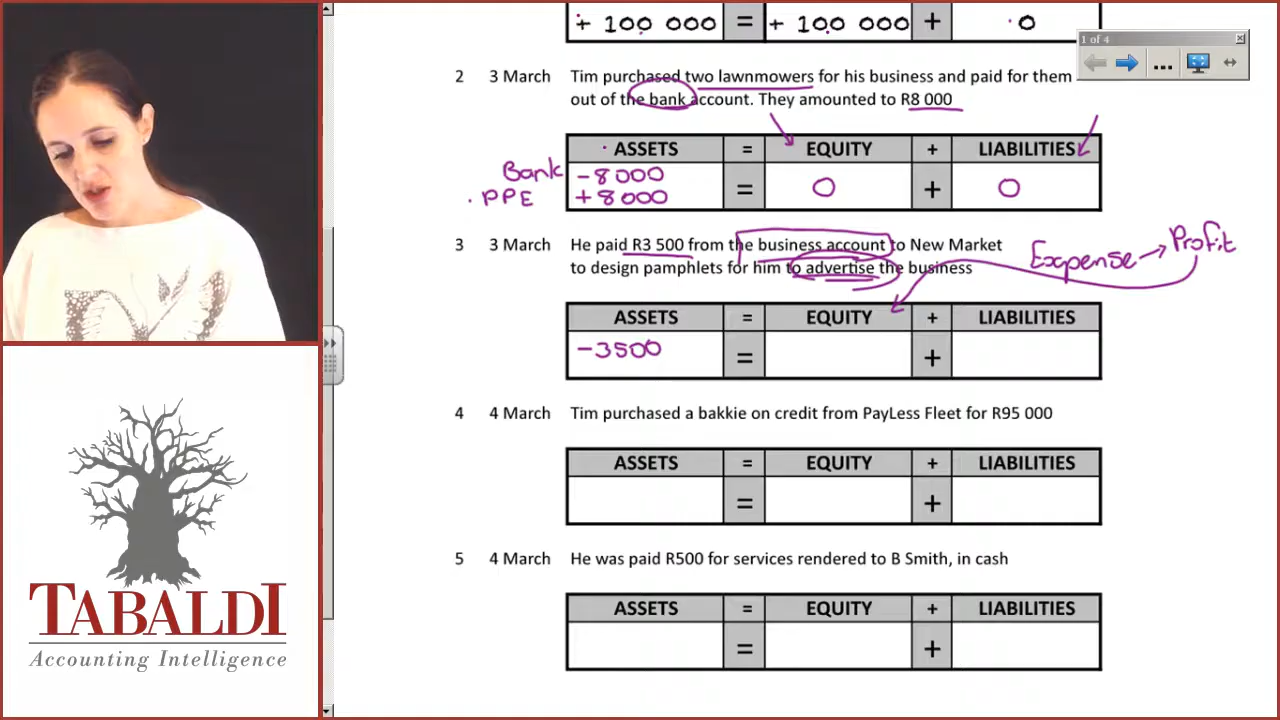 + 100 000 = + 100 000 + 0
1 of 4
2 3 March Tim purchased two lawnmowers for his business and paid for them
out of the bank account. They amounted to R8 000
ASSETS = EQUITY + LIABILITIES
Bank -8000
PPE +8000 = 0 + 0
3 3 March He paid R3 500 from the business account to New Market
to design pamphlets for him to advertise the business
Expense → Profit
ASSETS = EQUITY + LIABILITIES
-3500 = +
4 4 March Tim purchased a bakkie on credit from PayLess Fleet for R95 000
ASSETS = EQUITY + LIABILITIES
= +
5 4 March He was paid R500 for services rendered to B Smith, in cash
ASSETS = EQUITY + LIABILITIES
= +
TABALDI
Accounting Intelligence